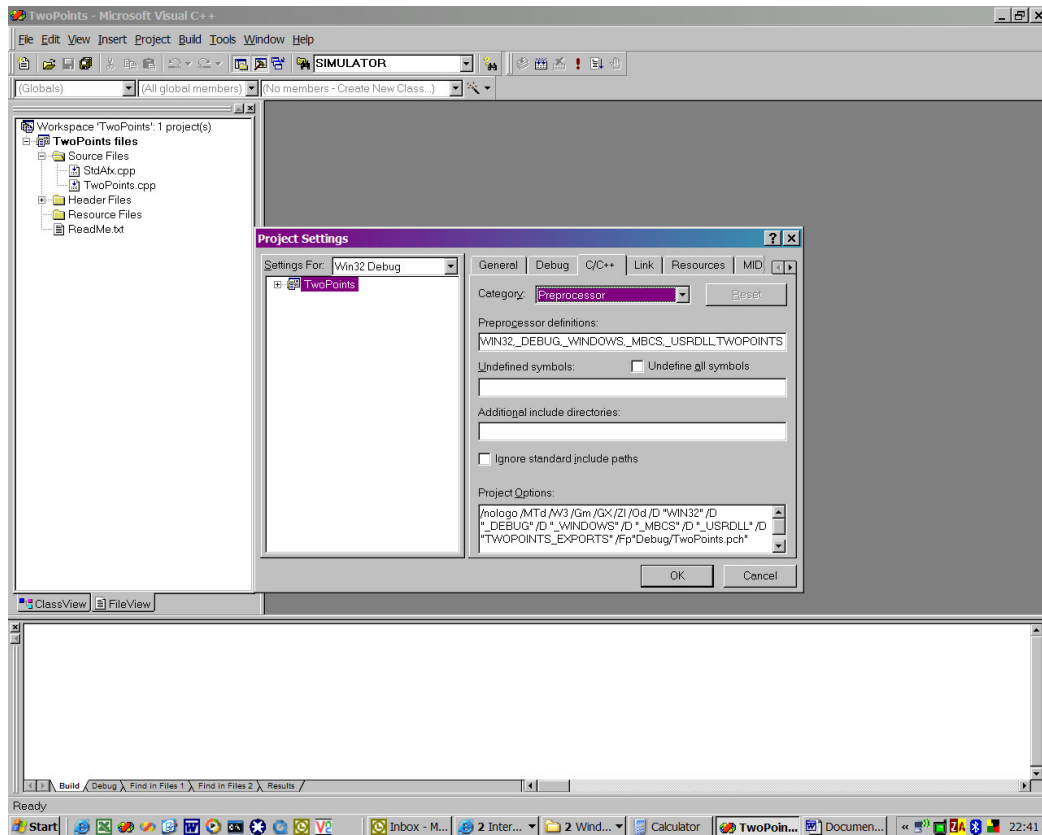 TwoPoints - Microsoft Visual C++
File Edit View Insert Project Build Tools Window Help
SIMULATOR
(Globals) (All global members) (No members - Create New Class...)
Workspace 'TwoPoints': 1 project(s)
TwoPoints files
Source Files
StdAfx.cpp
TwoPoints.cpp
Header Files
Resource Files
ReadMe.txt
ClassView FileView
Project Settings
Settings For: Win32 Debug
TwoPoints
General Debug C/C++ Link Resources MID
Category: Preprocessor Reset
Preprocessor definitions:
WIN32,_DEBUG,_WINDOWS,_MBCS,_USRDLL,TWOPOINTS
Undefined symbols: Undefine all symbols
Additional include directories:
Ignore standard include paths
Project Options:
/nologo /MTd /W3 /Gm /GX /ZI /Od /D "WIN32" /D
"_DEBUG" /D "_WINDOWS" /D "_MBCS" /D "_USRDLL" /D
"TWOPOINTS_EXPORTS" /Fp"Debug/TwoPoints.pch"
OK Cancel
Build Debug Find in Files 1 Find in Files 2 Results
Ready
Start Inbox - M... 2 Inter... 2 Wind... Calculator TwoPoin... Documen... « ZA 22:41